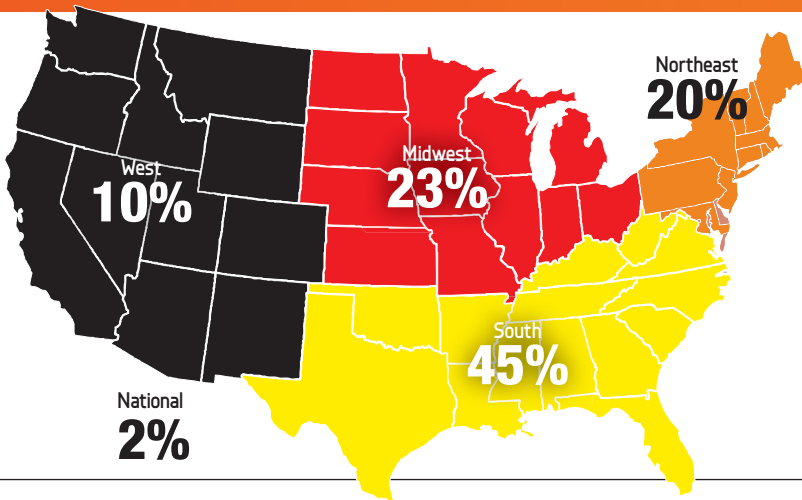 Northeast
20%
Midwest
23%
West
10%
South
45%
National
2%